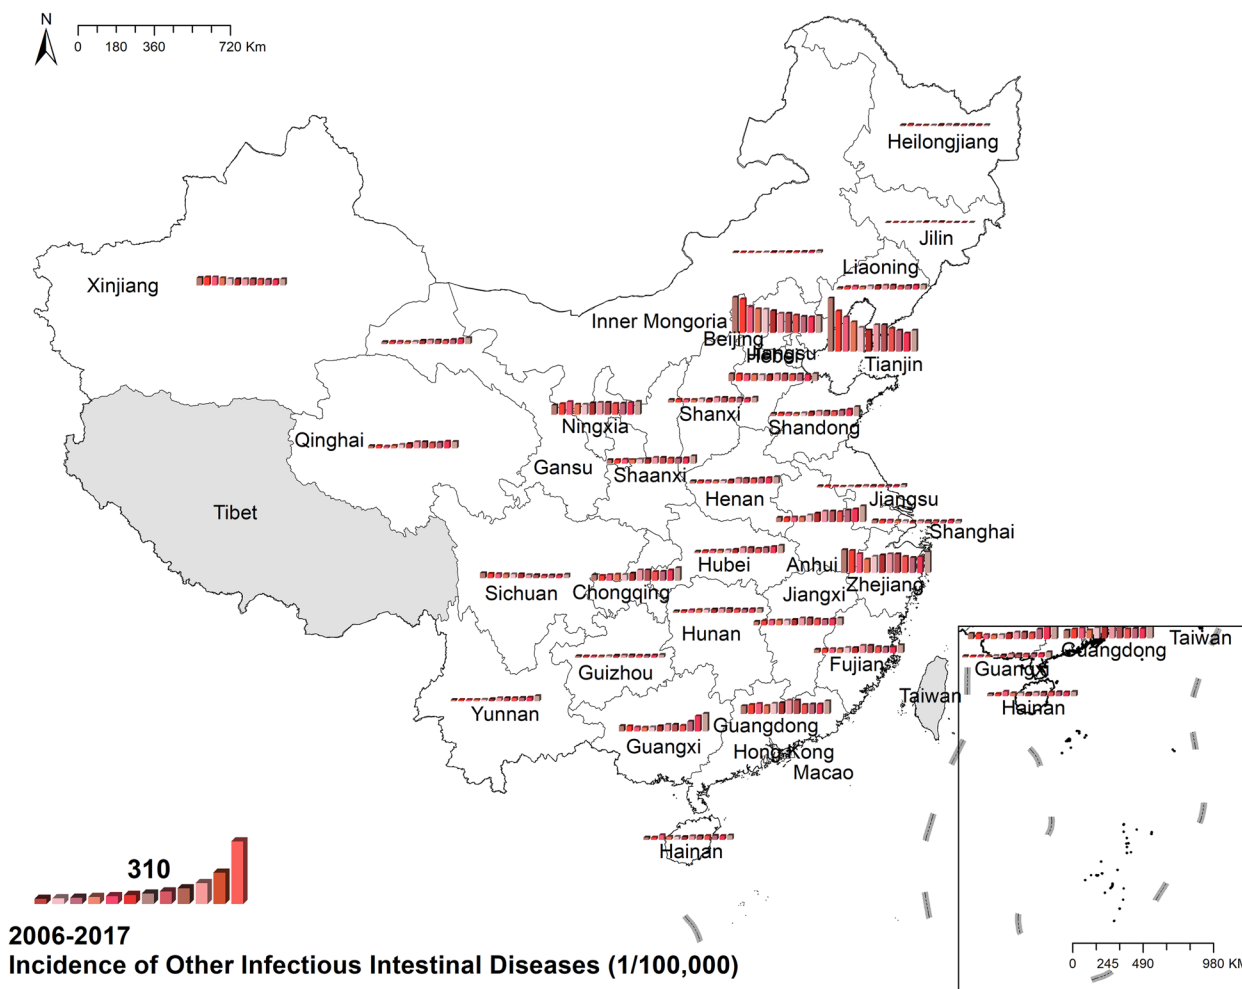 N
0 180 360 720 Km
Heilongjiang
Jilin
Liaoning
Xinjiang
Inner Mongoria
Beijing
Jiangsu
Hebei
Tianjin
Shanxi
Shandong
Ningxia
Qinghai
Gansu
Shaanxi
Henan
Jiangsu
Tibet
Shanghai
Hubei
Anhui
Zhejiang
Sichuan
Chongqing
Jiangxi
Hunan
Fujian
Guizhou
Taiwan
Yunnan
Guangxi
Guangdong
Hong Kong
Macao
Hainan
Taiwan
Guangdong
Guangxi
Hainan
0 245 490 980 KM
310
2006-2017
Incidence of Other Infectious Intestinal Diseases (1/100,000)